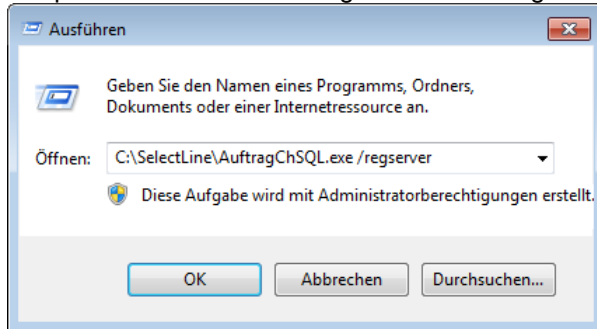 Ausführen
Geben Sie den Namen eines Programms, Ordners,
Dokuments oder einer Internetressource an.
Öffnen: C:\SelectLine\AuftragChSQL.exe /regserver
Diese Aufgabe wird mit Administratorberechtigungen erstellt.
OK Abbrechen Durchsuchen...